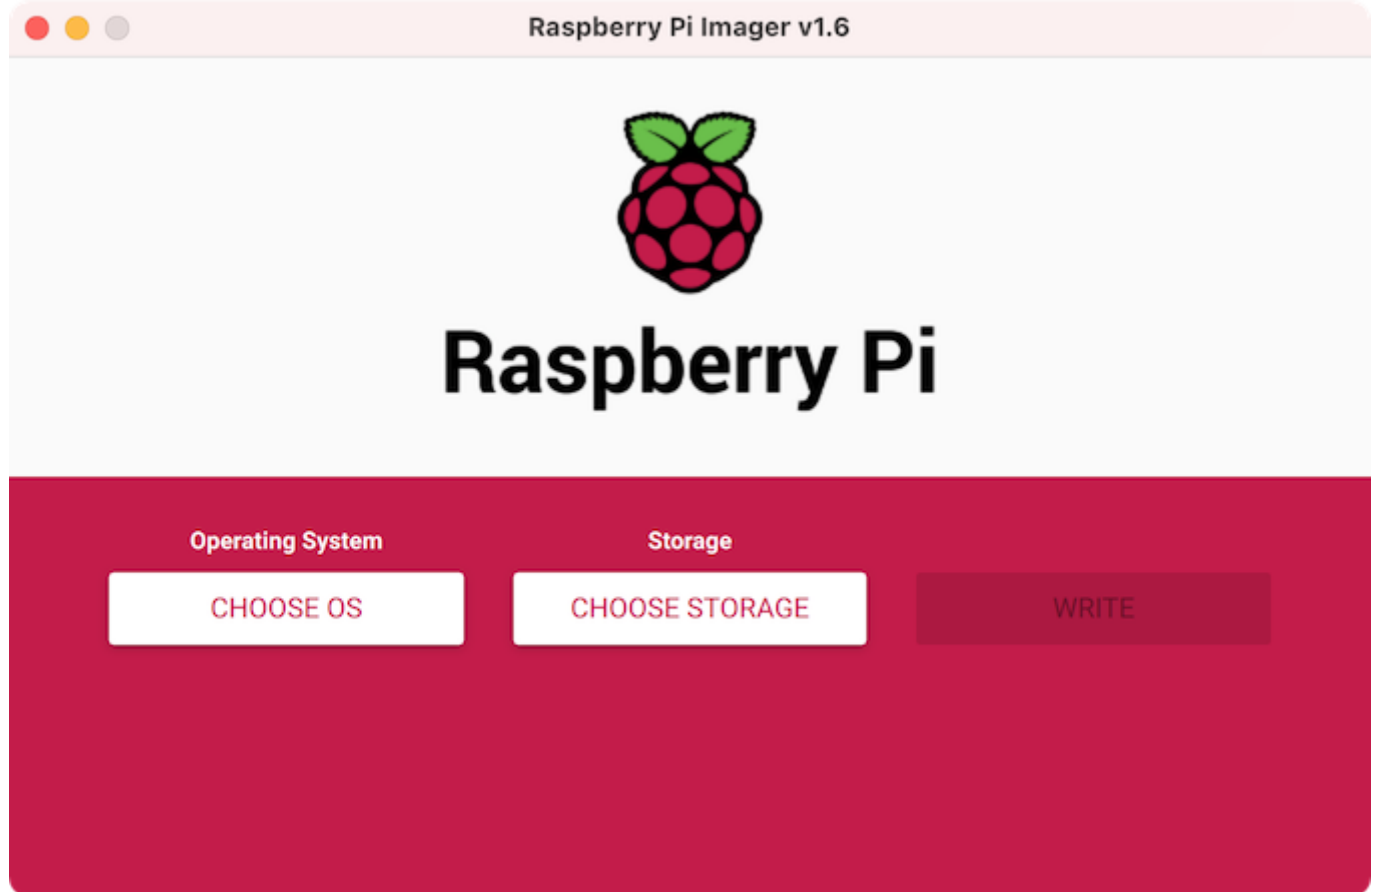 Raspberry Pi Imager v1.6
Raspberry Pi
Operating System
Storage
CHOOSE OS
CHOOSE STORAGE
WRITE